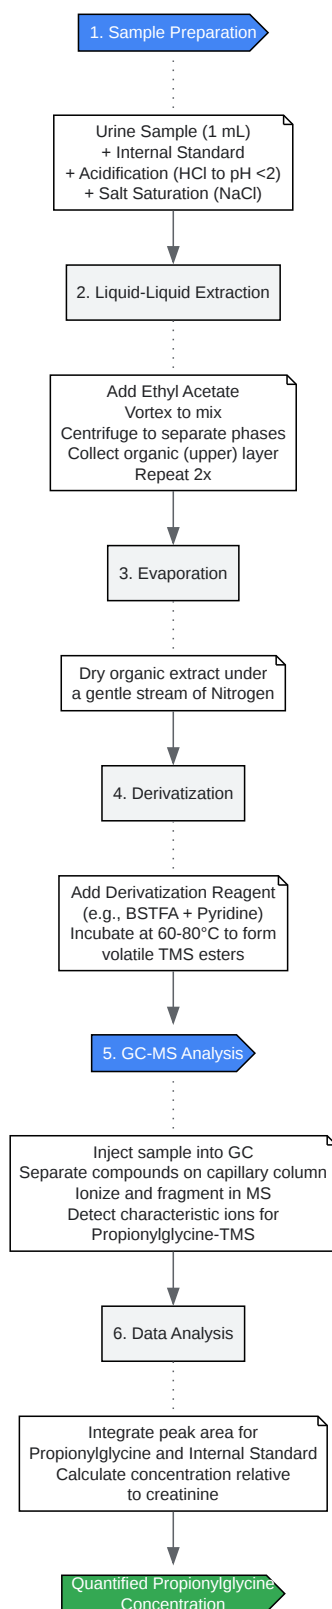 1. Sample Preparation
Urine Sample (1 mL)
+ Internal Standard
+ Acidification (HCl to pH <2)
+ Salt Saturation (NaCl)
2. Liquid-Liquid Extraction
Add Ethyl Acetate
Vortex to mix
Centrifuge to separate phases
Collect organic (upper) layer
Repeat 2x
3. Evaporation
Dry organic extract under
a gentle stream of Nitrogen
4. Derivatization
Add Derivatization Reagent
(e.g., BSTFA + Pyridine)
Incubate at 60-80°C to form
volatile TMS esters
5. GC-MS Analysis
Inject sample into GC
Separate compounds on capillary column
Ionize and fragment in MS
Detect characteristic ions for
Propionylglycine-TMS
6. Data Analysis
Integrate peak area for
Propionylglycine and Internal Standard
Calculate concentration relative
to creatinine
Quantified Propionylglycine
Concentration